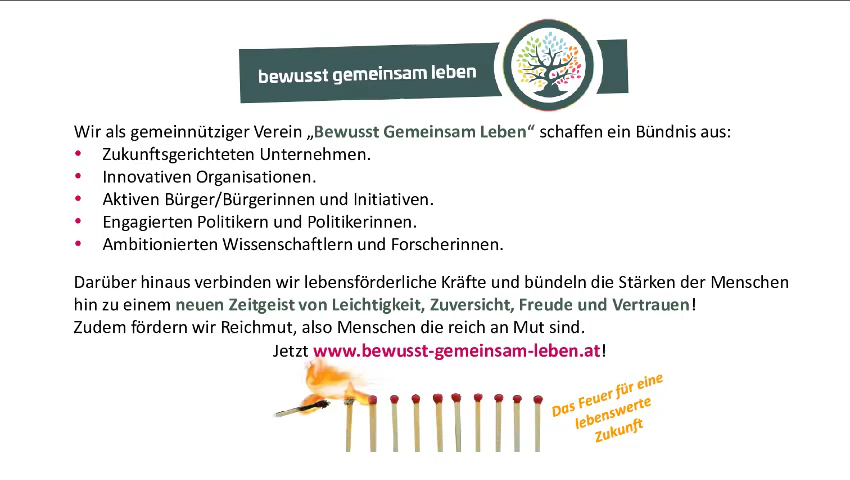 bewusst gemeinsam leben
Wir als gemeinnütziger Verein „Bewusst Gemeinsam Leben“ schaffen ein Bündnis aus:
• Zukunftsgerichteten Unternehmen.
• Innovativen Organisationen.
• Aktiven Bürger/Bürgerinnen und Initiativen.
• Engagierten Politikern und Politikerinnen.
• Ambitionierten Wissenschaftlern und Forscherinnen.
Darüber hinaus verbinden wir lebensförderliche Kräfte und bündeln die Stärken der Menschen
hin zu einem neuen Zeitgeist von Leichtigkeit, Zuversicht, Freude und Vertrauen!
Zudem fördern wir Reichmut, also Menschen die reich an Mut sind.
Jetzt www.bewusst-gemeinsam-leben.at!
Das Feuer für eine
lebenswerte
Zukunft